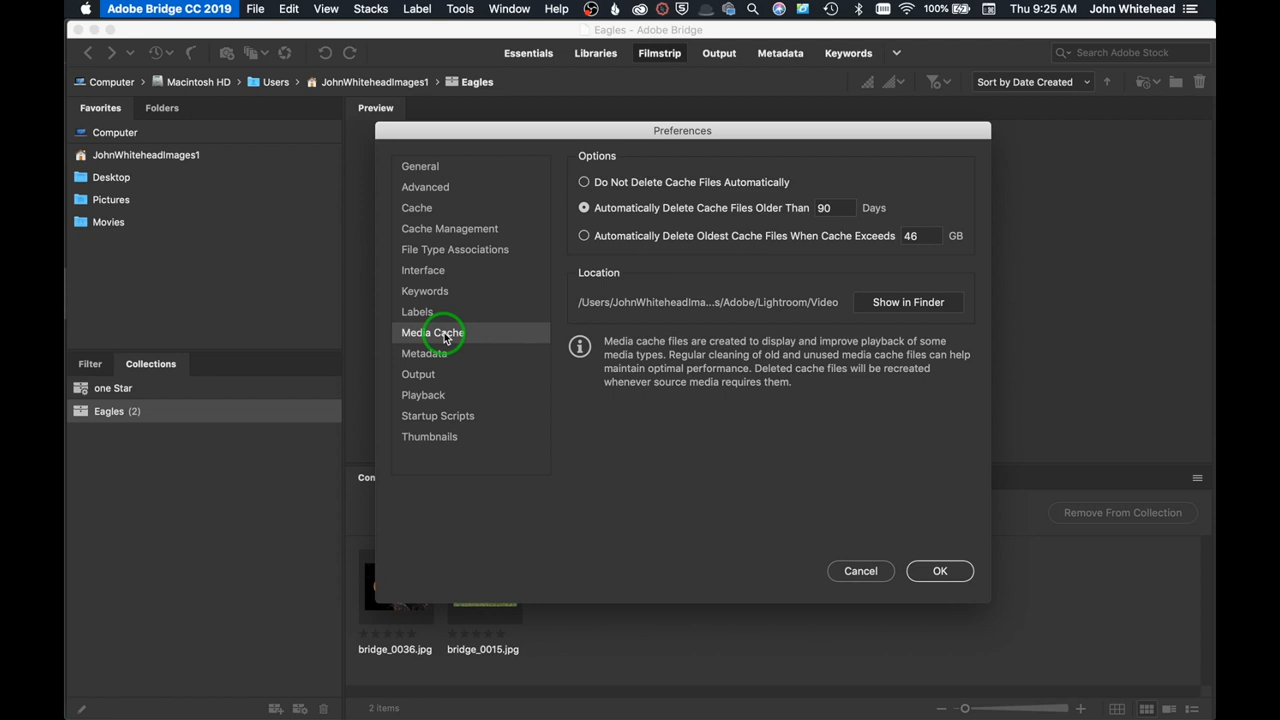 Adobe Bridge CC 2019 File Edit View Stacks Label Tools Window Help 100% Thu 9:25 AM John Whitehead
Eagles - Adobe Bridge
Essentials Libraries Filmstrip Output Metadata Keywords Search Adobe Stock
Computer Macintosh HD Users JohnWhiteheadImages1 Eagles Sort by Date Created
Favorites Folders Preview
Computer
JohnWhiteheadImages1
Desktop
Pictures
Movies
Filter Collections
one Star
Eagles (2)
Preferences
General
Advanced
Cache
Cache Management
File Type Associations
Interface
Keywords
Labels
Media Cache
Metadata
Output
Playback
Startup Scripts
Thumbnails
Options
Do Not Delete Cache Files Automatically
Automatically Delete Cache Files Older Than 90 Days
Automatically Delete Oldest Cache Files When Cache Exceeds 46 GB
Location
/Users/JohnWhiteheadIma...s/Adobe/Lightroom/Video Show in Finder
Media cache files are created to display and improve playback of some
media types. Regular cleaning of old and unused media cache files can help
maintain optimal performance. Deleted cache files will be recreated
whenever source media requires them.
Cancel OK
Con
Remove From Collection
bridge_0036.jpg bridge_0015.jpg
2 items